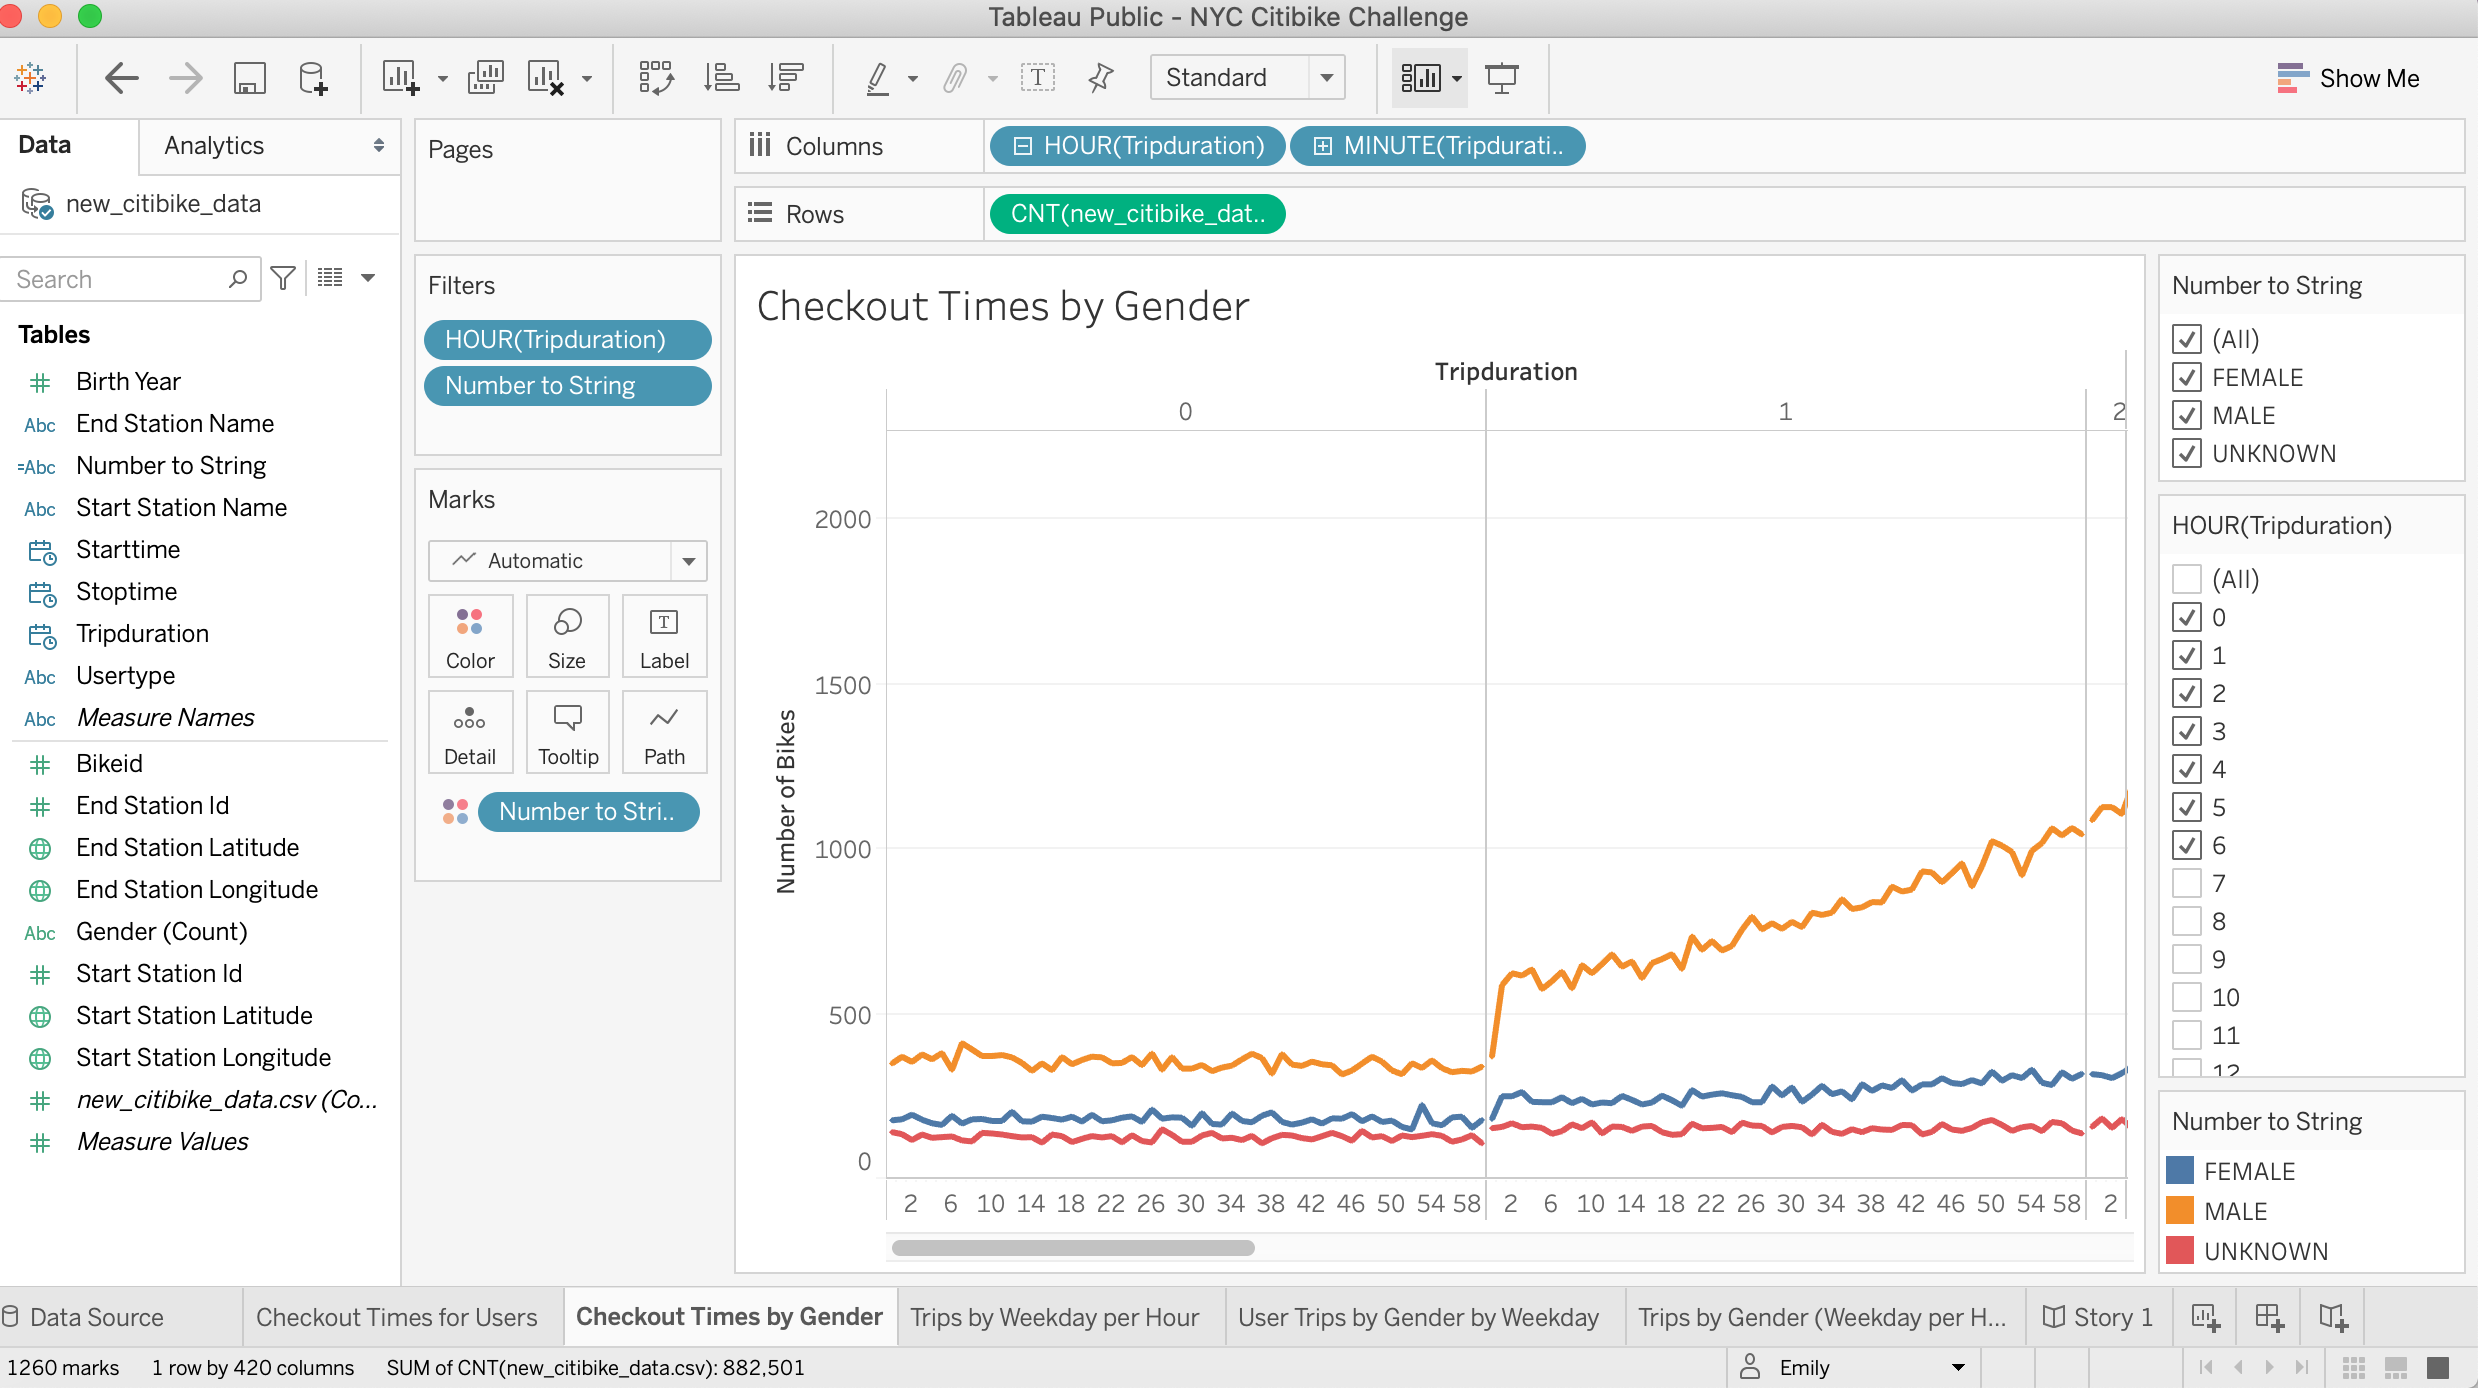 Tableau Public - NYC Citibike Challenge
Standard
Show Me
Data
Analytics
new_citibike_data
Search
Tables
Birth Year
Abc End Station Name
=Abc Number to String
Abc Start Station Name
Starttime
Stoptime
Tripduration
Abc Usertype
Abc Measure Names
Bikeid
End Station Id
End Station Latitude
End Station Longitude
Abc Gender (Count)
Start Station Id
Start Station Latitude
Start Station Longitude
new_citibike_data.csv (Co...
Measure Values
Pages
Filters
HOUR(Tripduration)
Number to String
Marks
Automatic
Color Size Label
Detail Tooltip Path
Number to Stri..
Columns HOUR(Tripduration) MINUTE(Tripdurati..
Rows CNT(new_citibike_dat..
Checkout Times by Gender
Tripduration
0 1 2
Number of Bikes
2000
1500
1000
500
0
2 6 10 14 18 22 26 30 34 38 42 46 50 54 58 2 6 10 14 18 22 26 30 34 38 42 46 50 54 58 2
Number to String
(All)
FEMALE
MALE
UNKNOWN
HOUR(Tripduration)
(All)
0
1
2
3
4
5
6
7
8
9
10
11
12
Number to String
FEMALE
MALE
UNKNOWN
Data Source Checkout Times for Users Checkout Times by Gender Trips by Weekday per Hour User Trips by Gender by Weekday Trips by Gender (Weekday per H... Story 1
1260 marks 1 row by 420 columns SUM of CNT(new_citibike_data.csv): 882,501 Emily